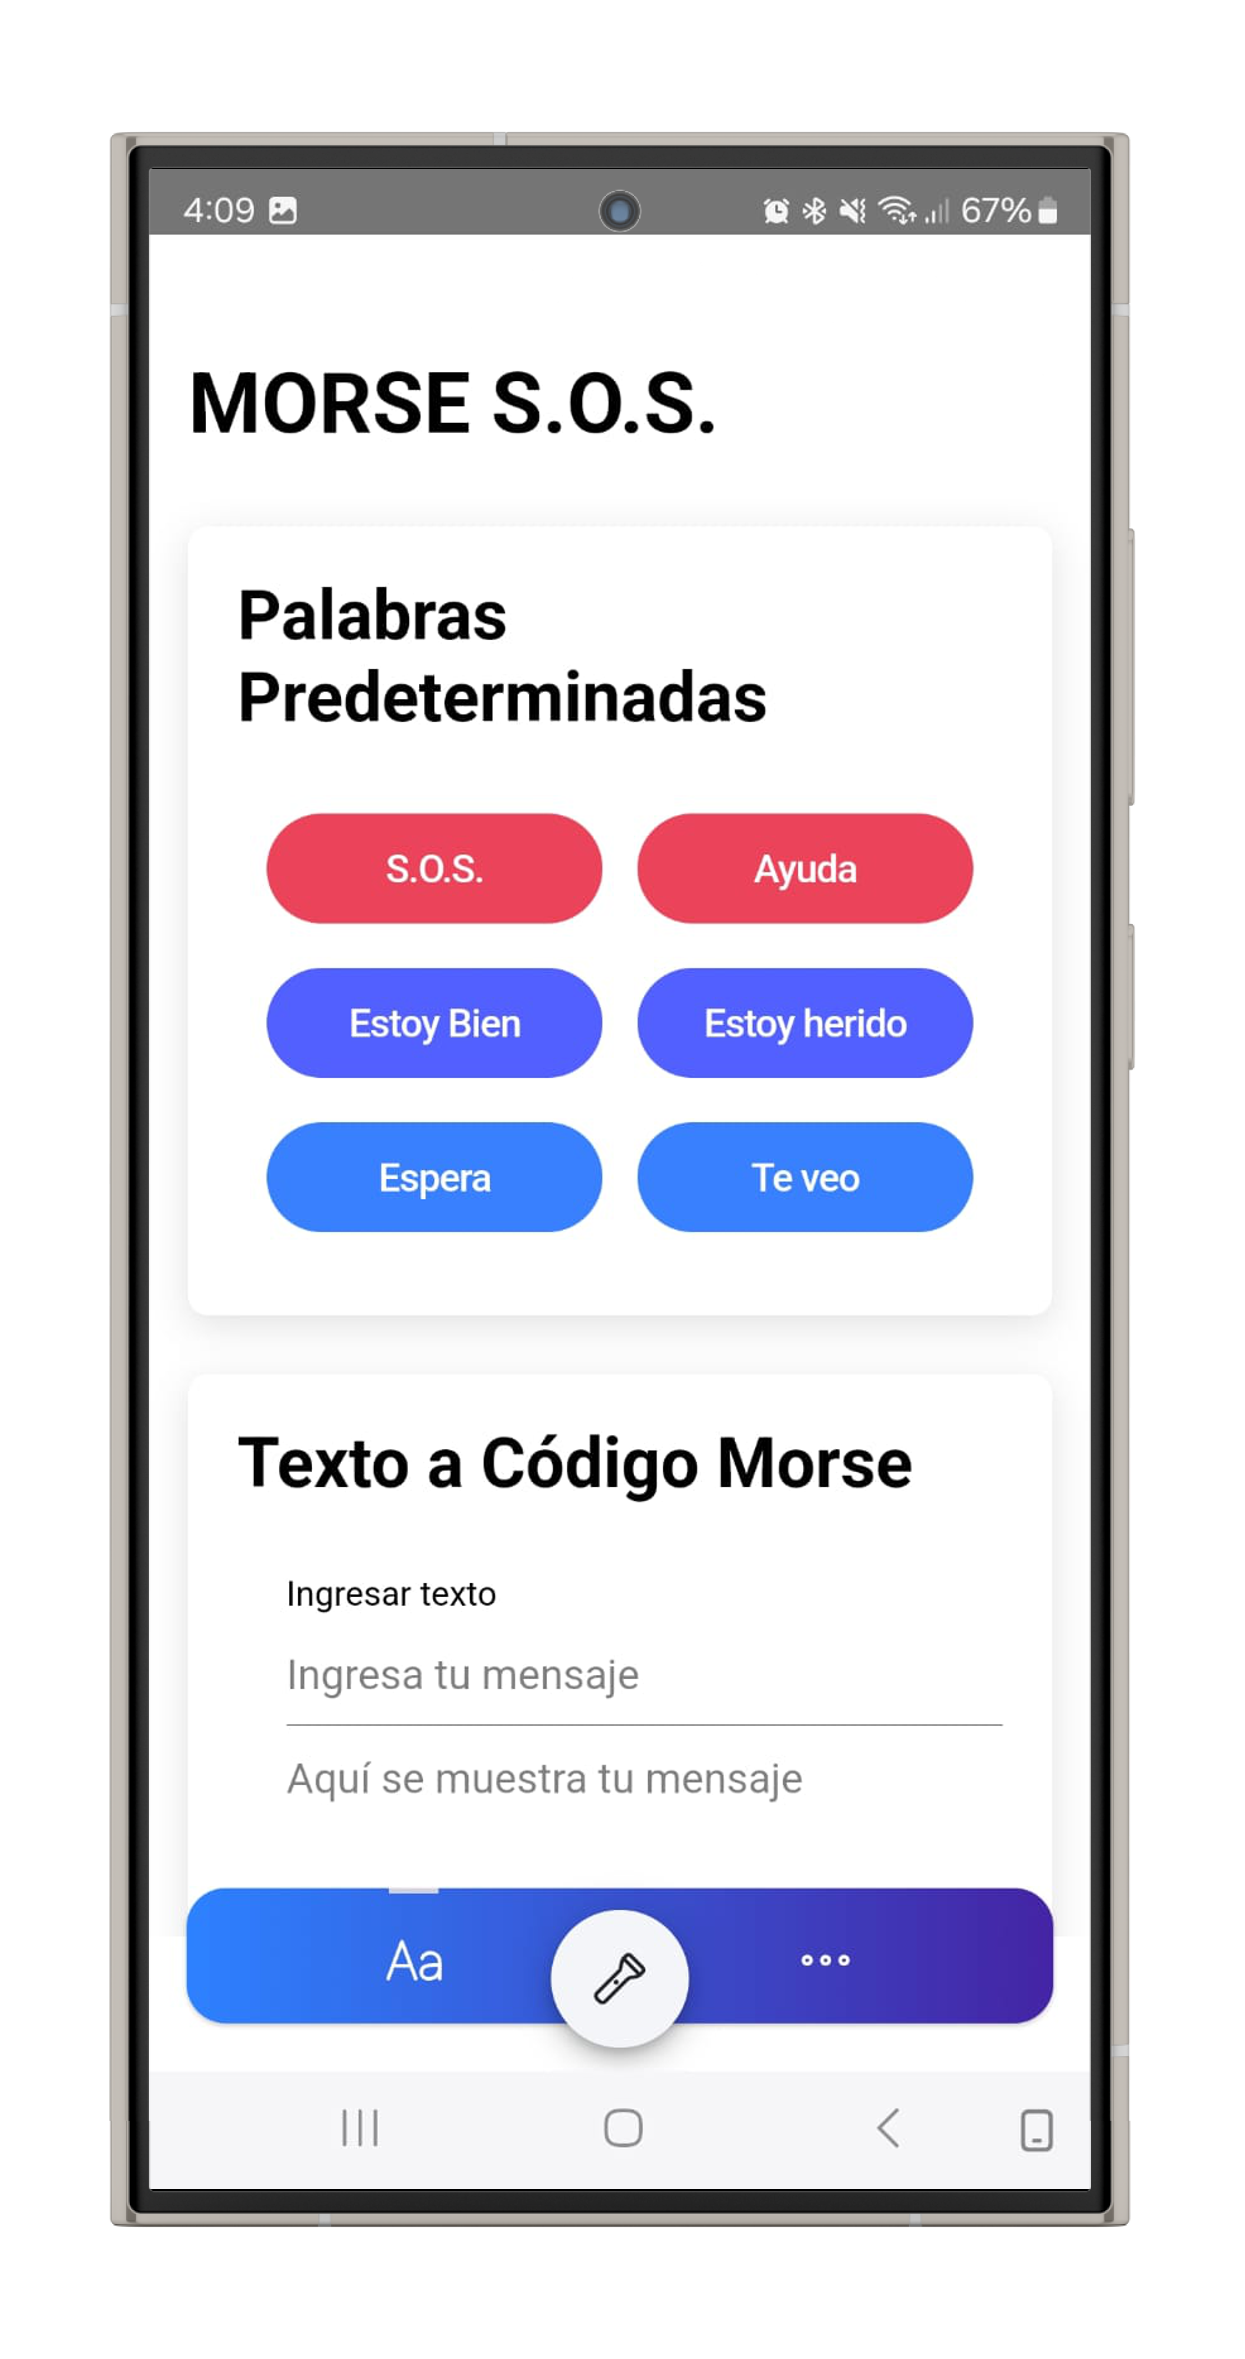 4:09 67%
MORSE S.O.S.
Palabras
Predeterminadas
S.O.S. Ayuda
Estoy Bien Estoy herido
Espera Te veo
Texto a Código Morse
Ingresar texto
Ingresa tu mensaje
Aquí se muestra tu mensaje
Aa